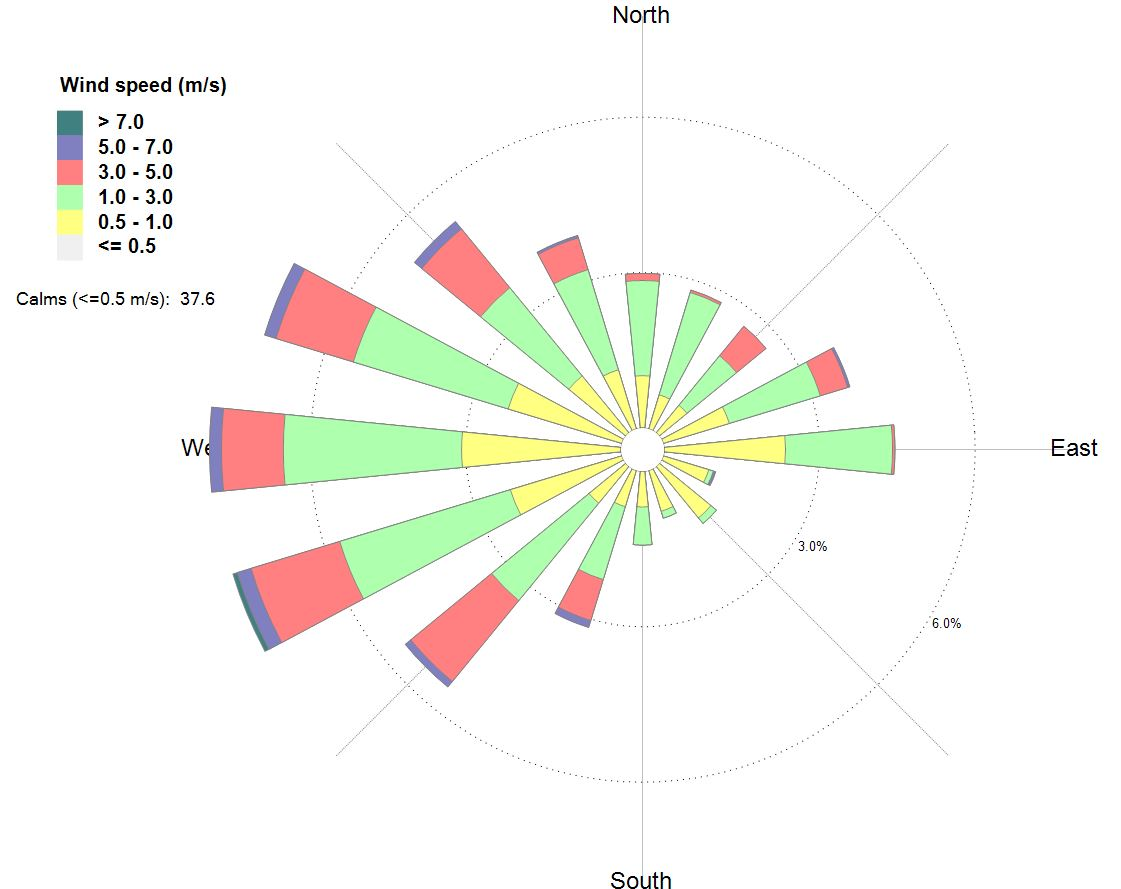 North
Wind speed (m/s)
> 7.0
5.0 - 7.0
3.0 - 5.0
1.0 - 3.0
0.5 - 1.0
<= 0.5
Calms (<=0.5 m/s): 37.6
We
East
3.0%
6.0%
South